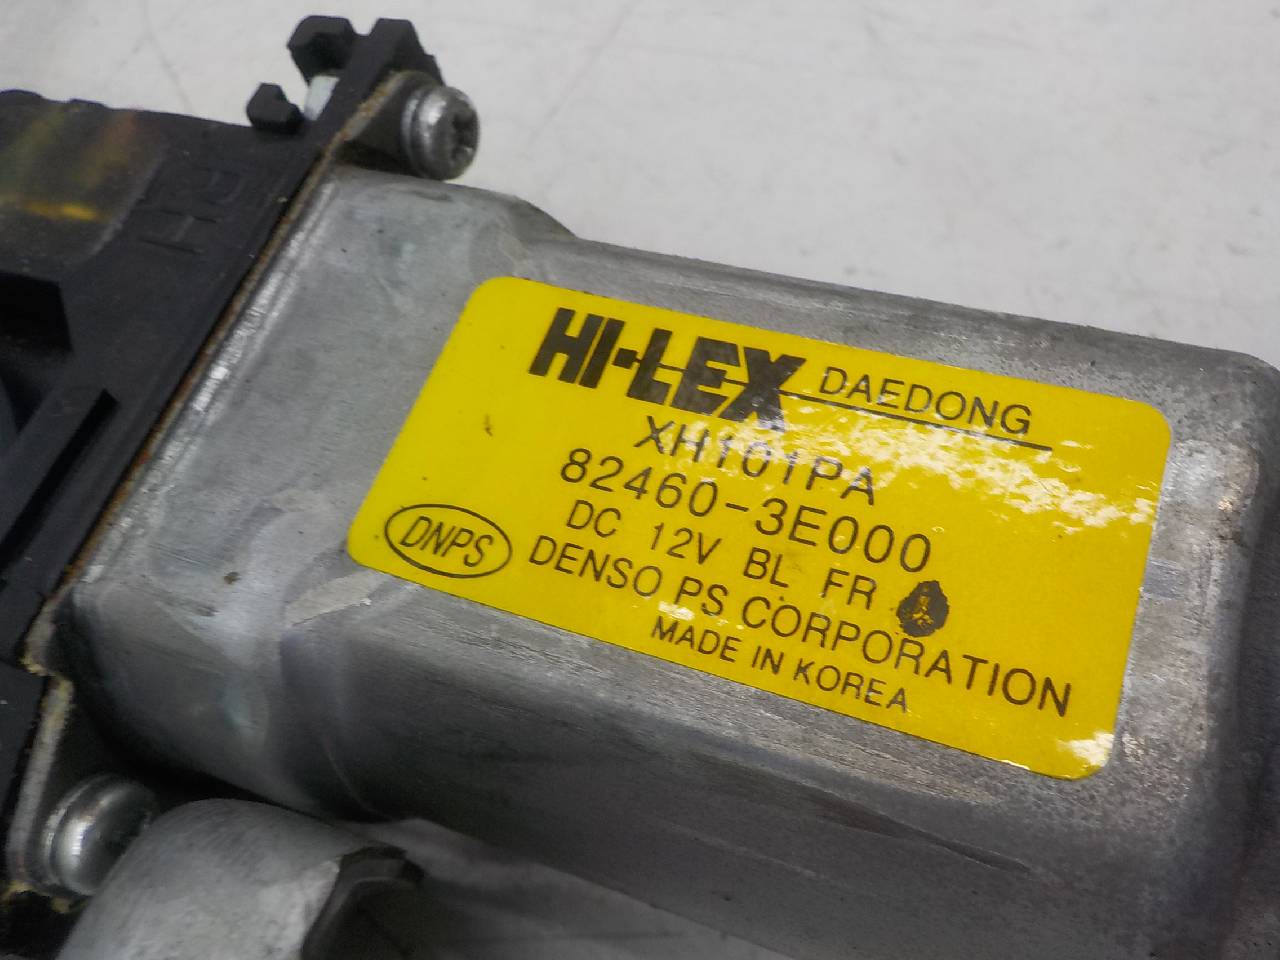 HI-LEX DAEDONG
XH101PA
82460-3E000
DC 12V BL FR
DNPS
DENSO PS CORPORATION
MADE IN KOREA